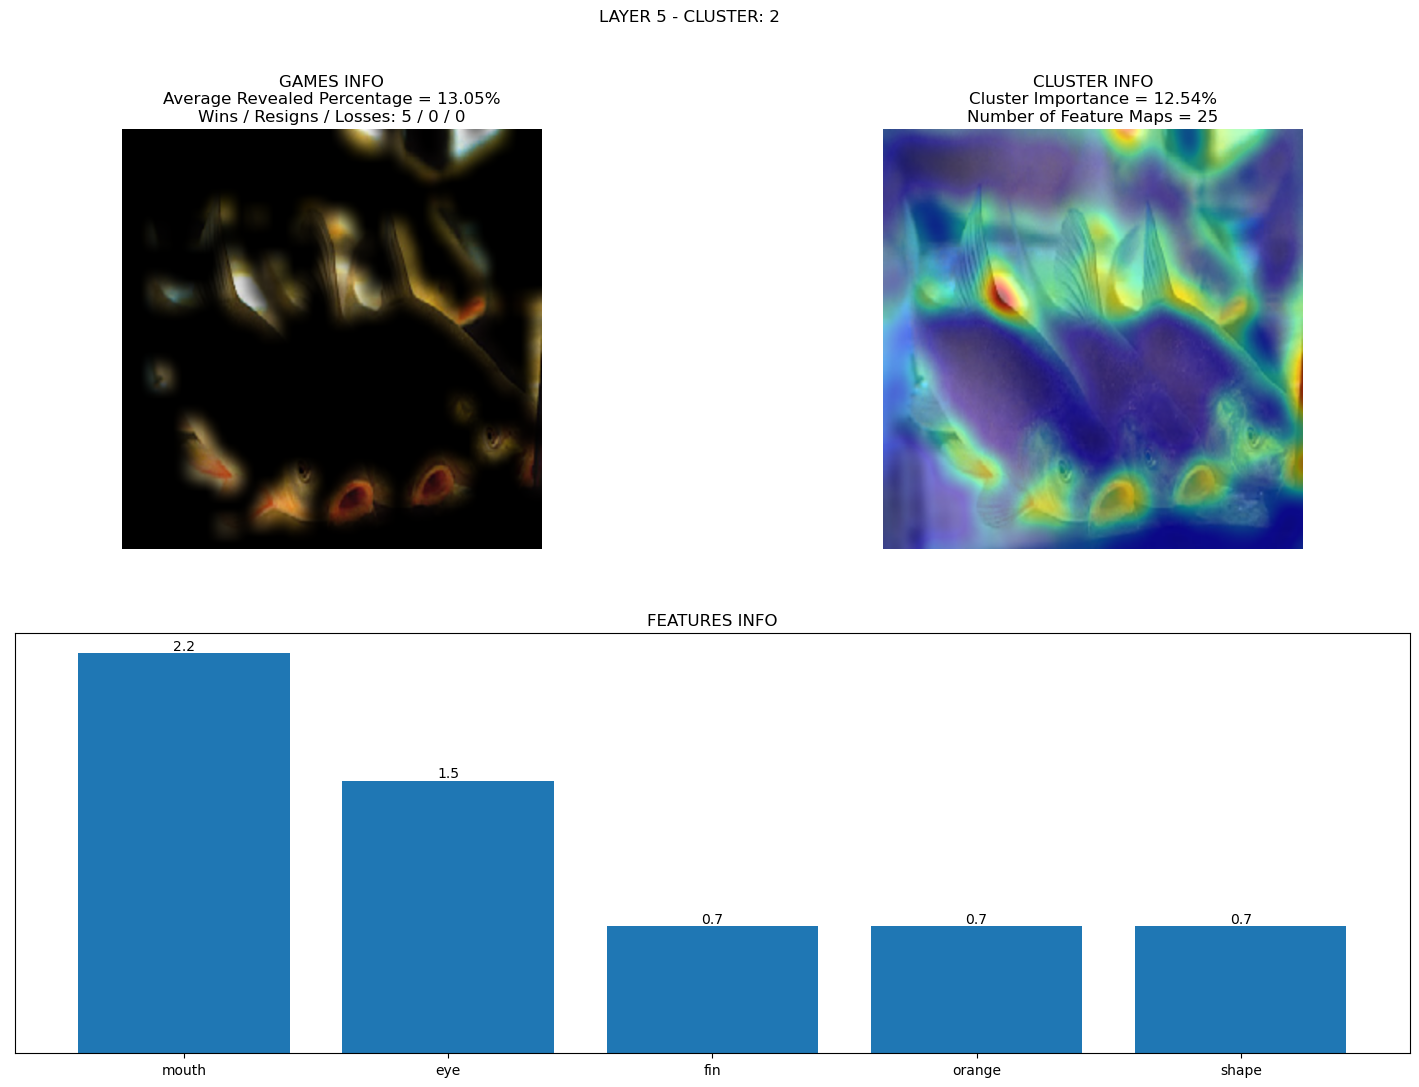 LAYER 5 - CLUSTER: 2
GAMES INFO
Average Revealed Percentage = 13.05%
Wins / Resigns / Losses: 5 / 0 / 0
CLUSTER INFO
Cluster Importance = 12.54%
Number of Feature Maps = 25
FEATURES INFO
2.2
1.5
0.7
0.7
0.7
mouth
eye
fin
orange
shape